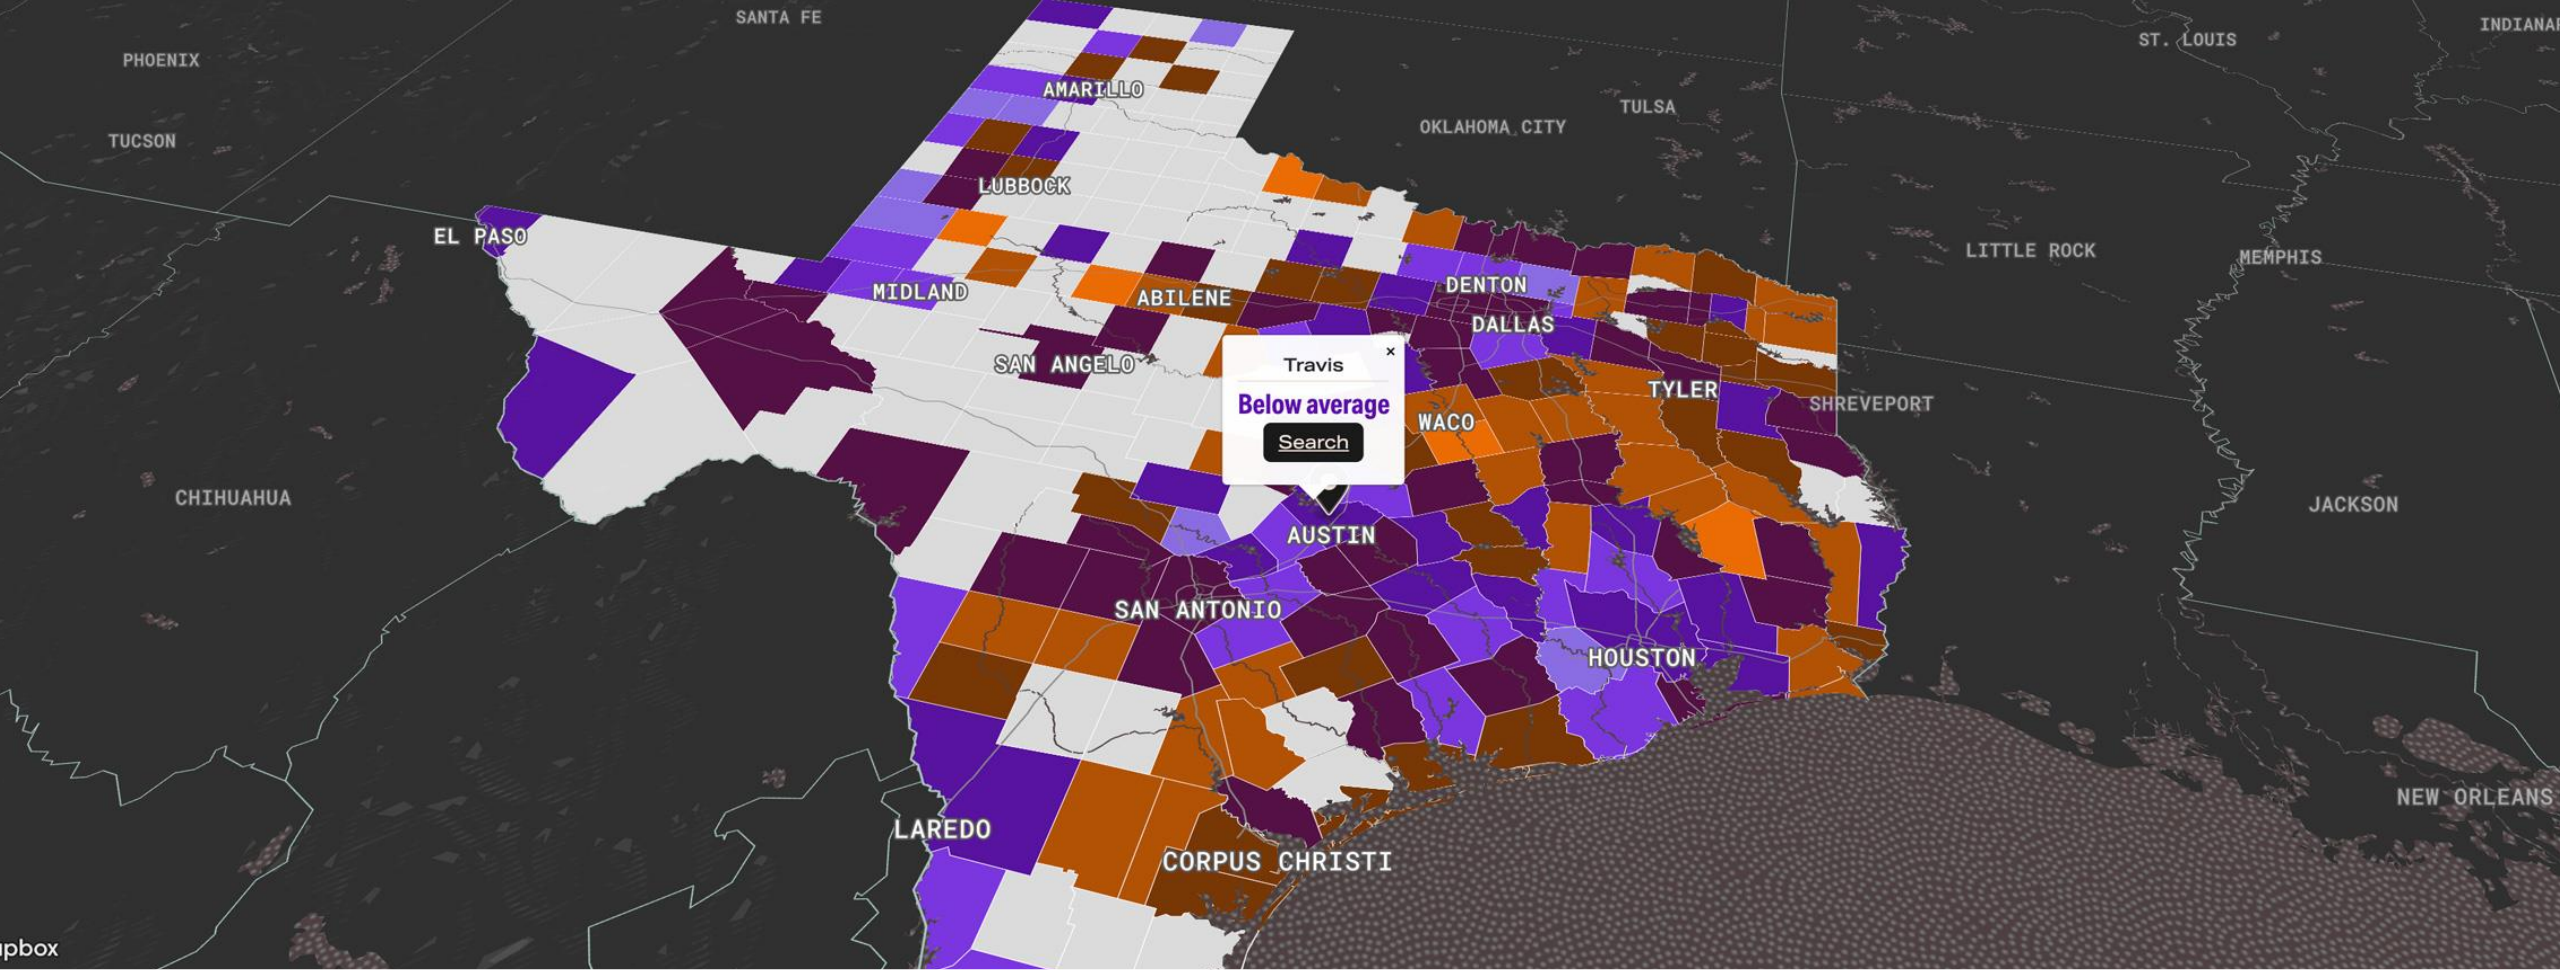 SANTA FE
ST. LOUIS
INDIANAP
PHOENIX
AMARILLO
TULSA
OKLAHOMA CITY
TUCSON
LUBBOCK
EL PASO
LITTLE ROCK
MEMPHIS
MIDLAND
ABILENE
DENTON
DALLAS
SAN ANGELO
×
Travis
Below average
Search
TYLER
SHREVEPORT
WACO
CHIHUAHUA
JACKSON
AUSTIN
SAN ANTONIO
HOUSTON
NEW ORLEANS
LAREDO
CORPUS CHRISTI
pbox